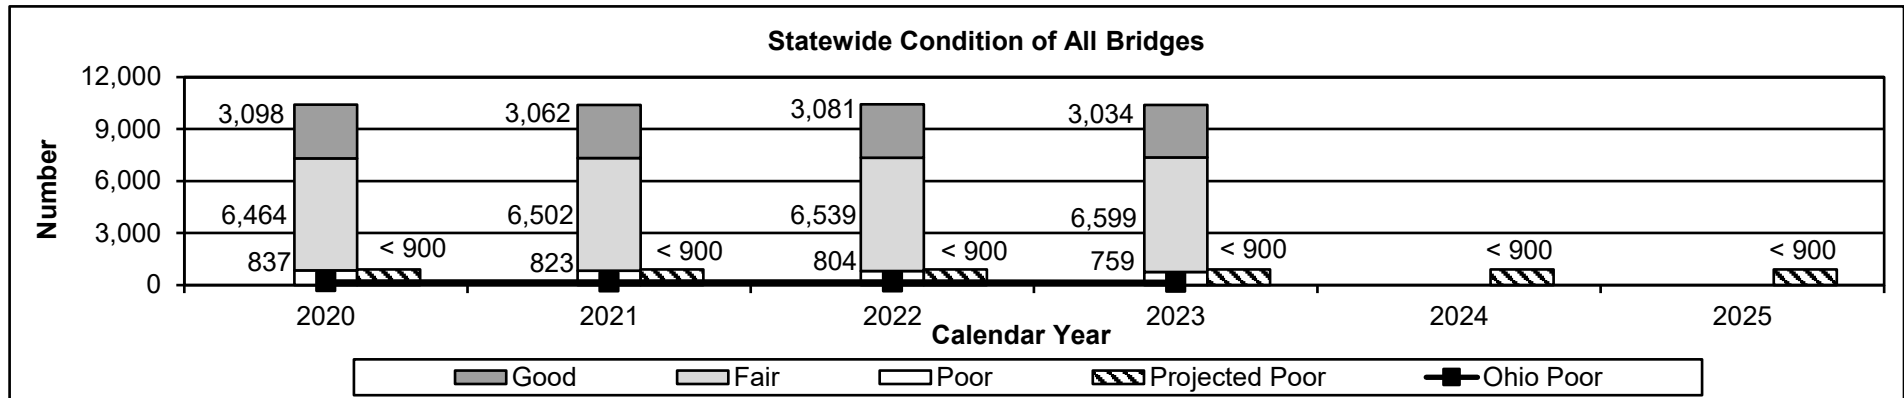 Statewide Condition of All Bridges
Number
12,000
9,000
6,000
3,000
0
3,098 3,062 3,081 3,034
6,464 6,502 6,539 6,599
837 < 900 823 < 900 804 < 900 759 < 900 < 900 < 900
2020 2021 2022 2023 2024 2025
Calendar Year
Good Fair Poor Projected Poor Ohio Poor